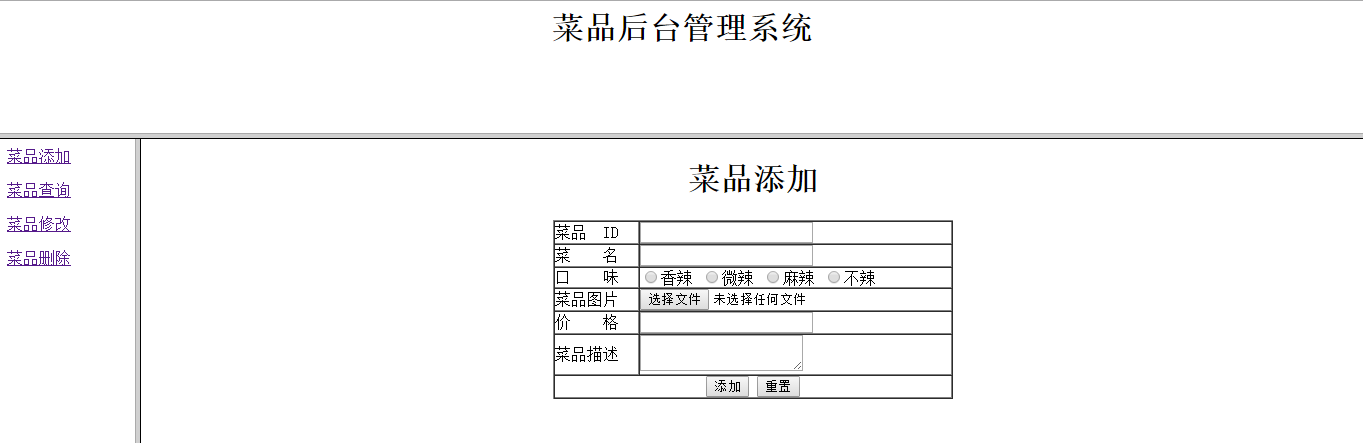 菜品后台管理系统
菜品添加
菜品查询
菜品修改
菜品删除
菜品添加
菜品 ID
菜 名
口 味 香辣 微辣 麻辣 不辣
菜品图片 选择文件 未选择任何文件
价 格
菜品描述
添加 重置